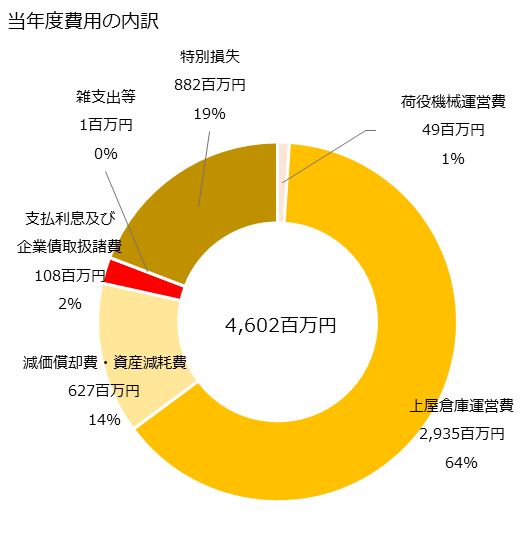 当年度費用の内訳
特別損失
882百万円
19%
雑支出等
1百万円
0%
荷役機械運営費
49百万円
1%
支払利息及び
企業債取扱諸費
108百万円
2%
4,602百万円
減価償却費・資産減耗費
627百万円
14%
上屋倉庫運営費
2,935百万円
64%